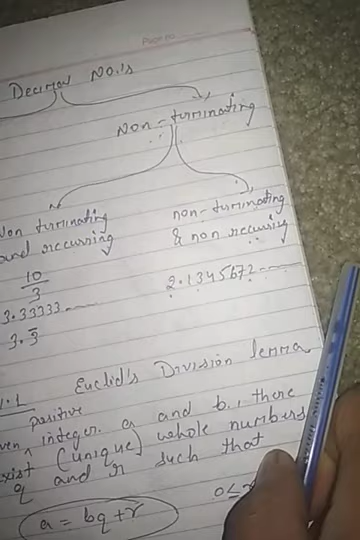 Page no.
Decimal No.'s
Non-terminating
Non terminating
and recurring
non-terminating
& non recurring
10
3
3.33333......
3.3̅
2.1345672......
1.1 Euclid's Division lemma
positive
integer a and b, there
exist (unique) whole numbers
q and r such that
a = bq + r
0≤r